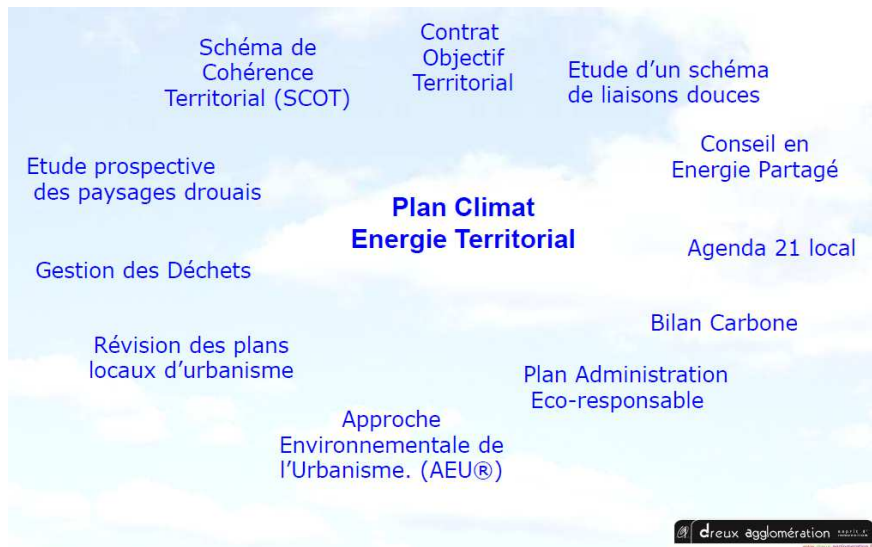 Schéma de
Cohérence
Territorial (SCOT)
Contrat
Objectif
Territorial
Etude d'un schéma
de liaisons douces
Conseil en
Energie Partagé
Etude prospective
des paysages drouais
Plan Climat
Energie Territorial
Agenda 21 local
Gestion des Déchets
Bilan Carbone
Révision des plans
locaux d'urbanisme
Plan Administration
Eco-responsable
Approche
Environnementale de
l'Urbanisme. (AEU®)
dreux agglomération